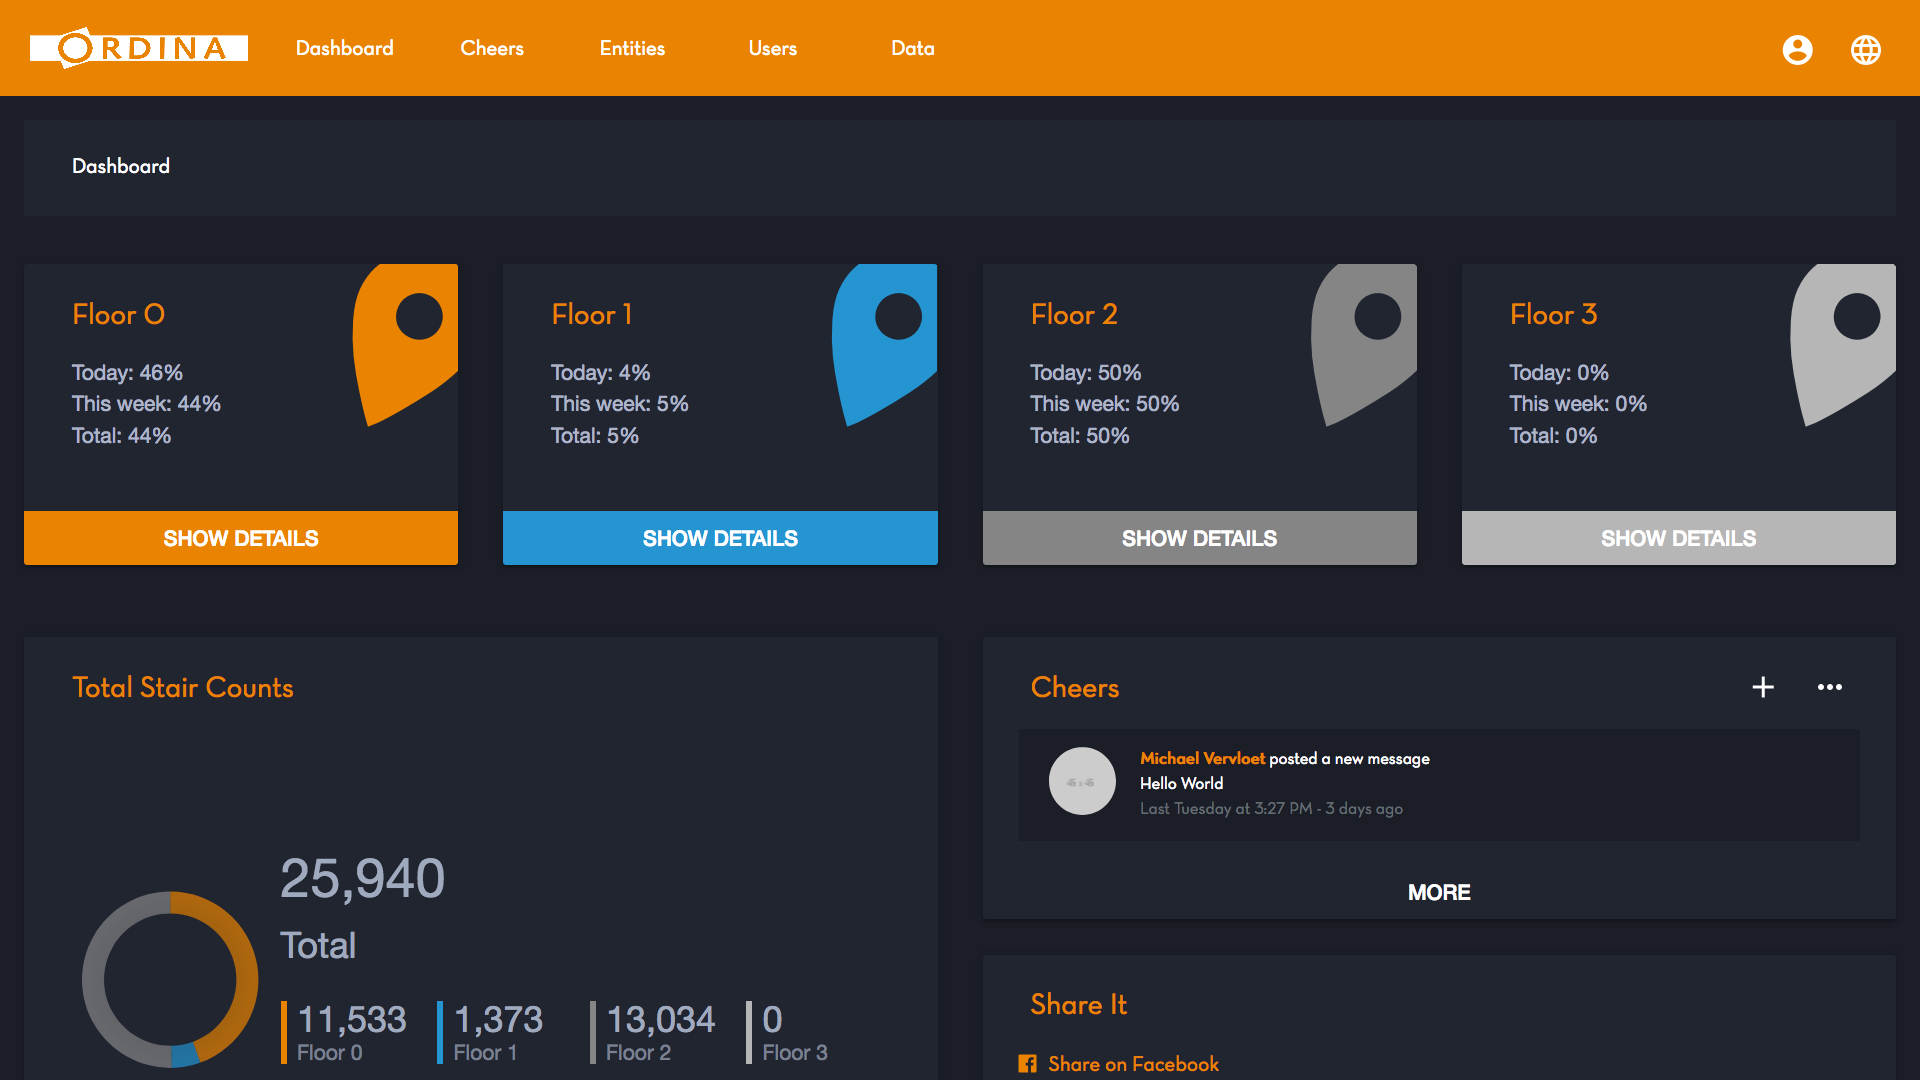 ORDINA
Dashboard
Cheers
Entities
Users
Data
Dashboard
Floor 0
Today: 46%
This week: 44%
Total: 44%
SHOW DETAILS
Floor 1
Today: 4%
This week: 5%
Total: 5%
SHOW DETAILS
Floor 2
Today: 50%
This week: 50%
Total: 50%
SHOW DETAILS
Floor 3
Today: 0%
This week: 0%
Total: 0%
SHOW DETAILS
Total Stair Counts
25,940
Total
11,533
Floor 0
1,373
Floor 1
13,034
Floor 2
0
Floor 3
Cheers
Michael Vervloet posted a new message
Hello World
Last Tuesday at 3:27 PM - 3 days ago
MORE
Share It
Share on Facebook